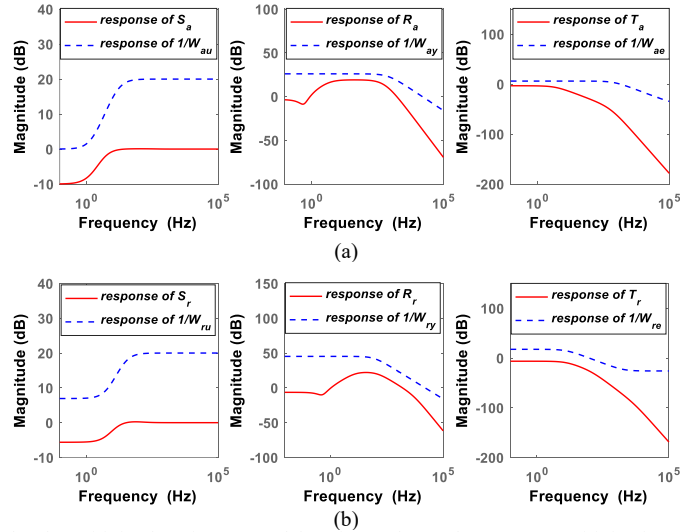 40
30
20
10
0
-10
Magnitude (dB)
response of S_a
response of 1/W_au
10^0
10^5
Frequency (Hz)
100
50
0
-50
-100
Magnitude (dB)
response of R_a
response of 1/W_ay
10^0
10^5
Frequency (Hz)
100
0
-100
-200
Magnitude (dB)
response of T_a
response of 1/W_ae
10^0
10^5
Frequency (Hz)
(a)
40
30
20
10
0
-10
Magnitude (dB)
response of S_r
response of 1/W_ru
10^0
10^5
Frequency (Hz)
150
100
50
0
-50
-100
Magnitude (dB)
response of R_r
response of 1/W_ry
10^0
10^5
Frequency (Hz)
100
0
-100
-200
Magnitude (dB)
response of T_r
response of 1/W_re
10^0
10^5
Frequency (Hz)
(b)